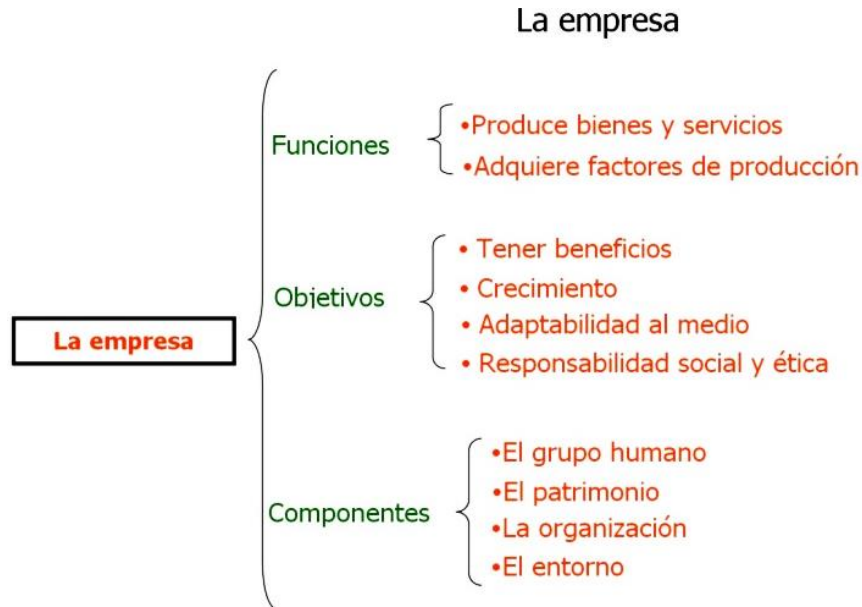 La empresa
La empresa
Funciones
•Produce bienes y servicios
•Adquiere factores de producción
Objetivos
• Tener beneficios
• Crecimiento
• Adaptabilidad al medio
• Responsabilidad social y ética
Componentes
•El grupo humano
•El patrimonio
•La organización
•El entorno